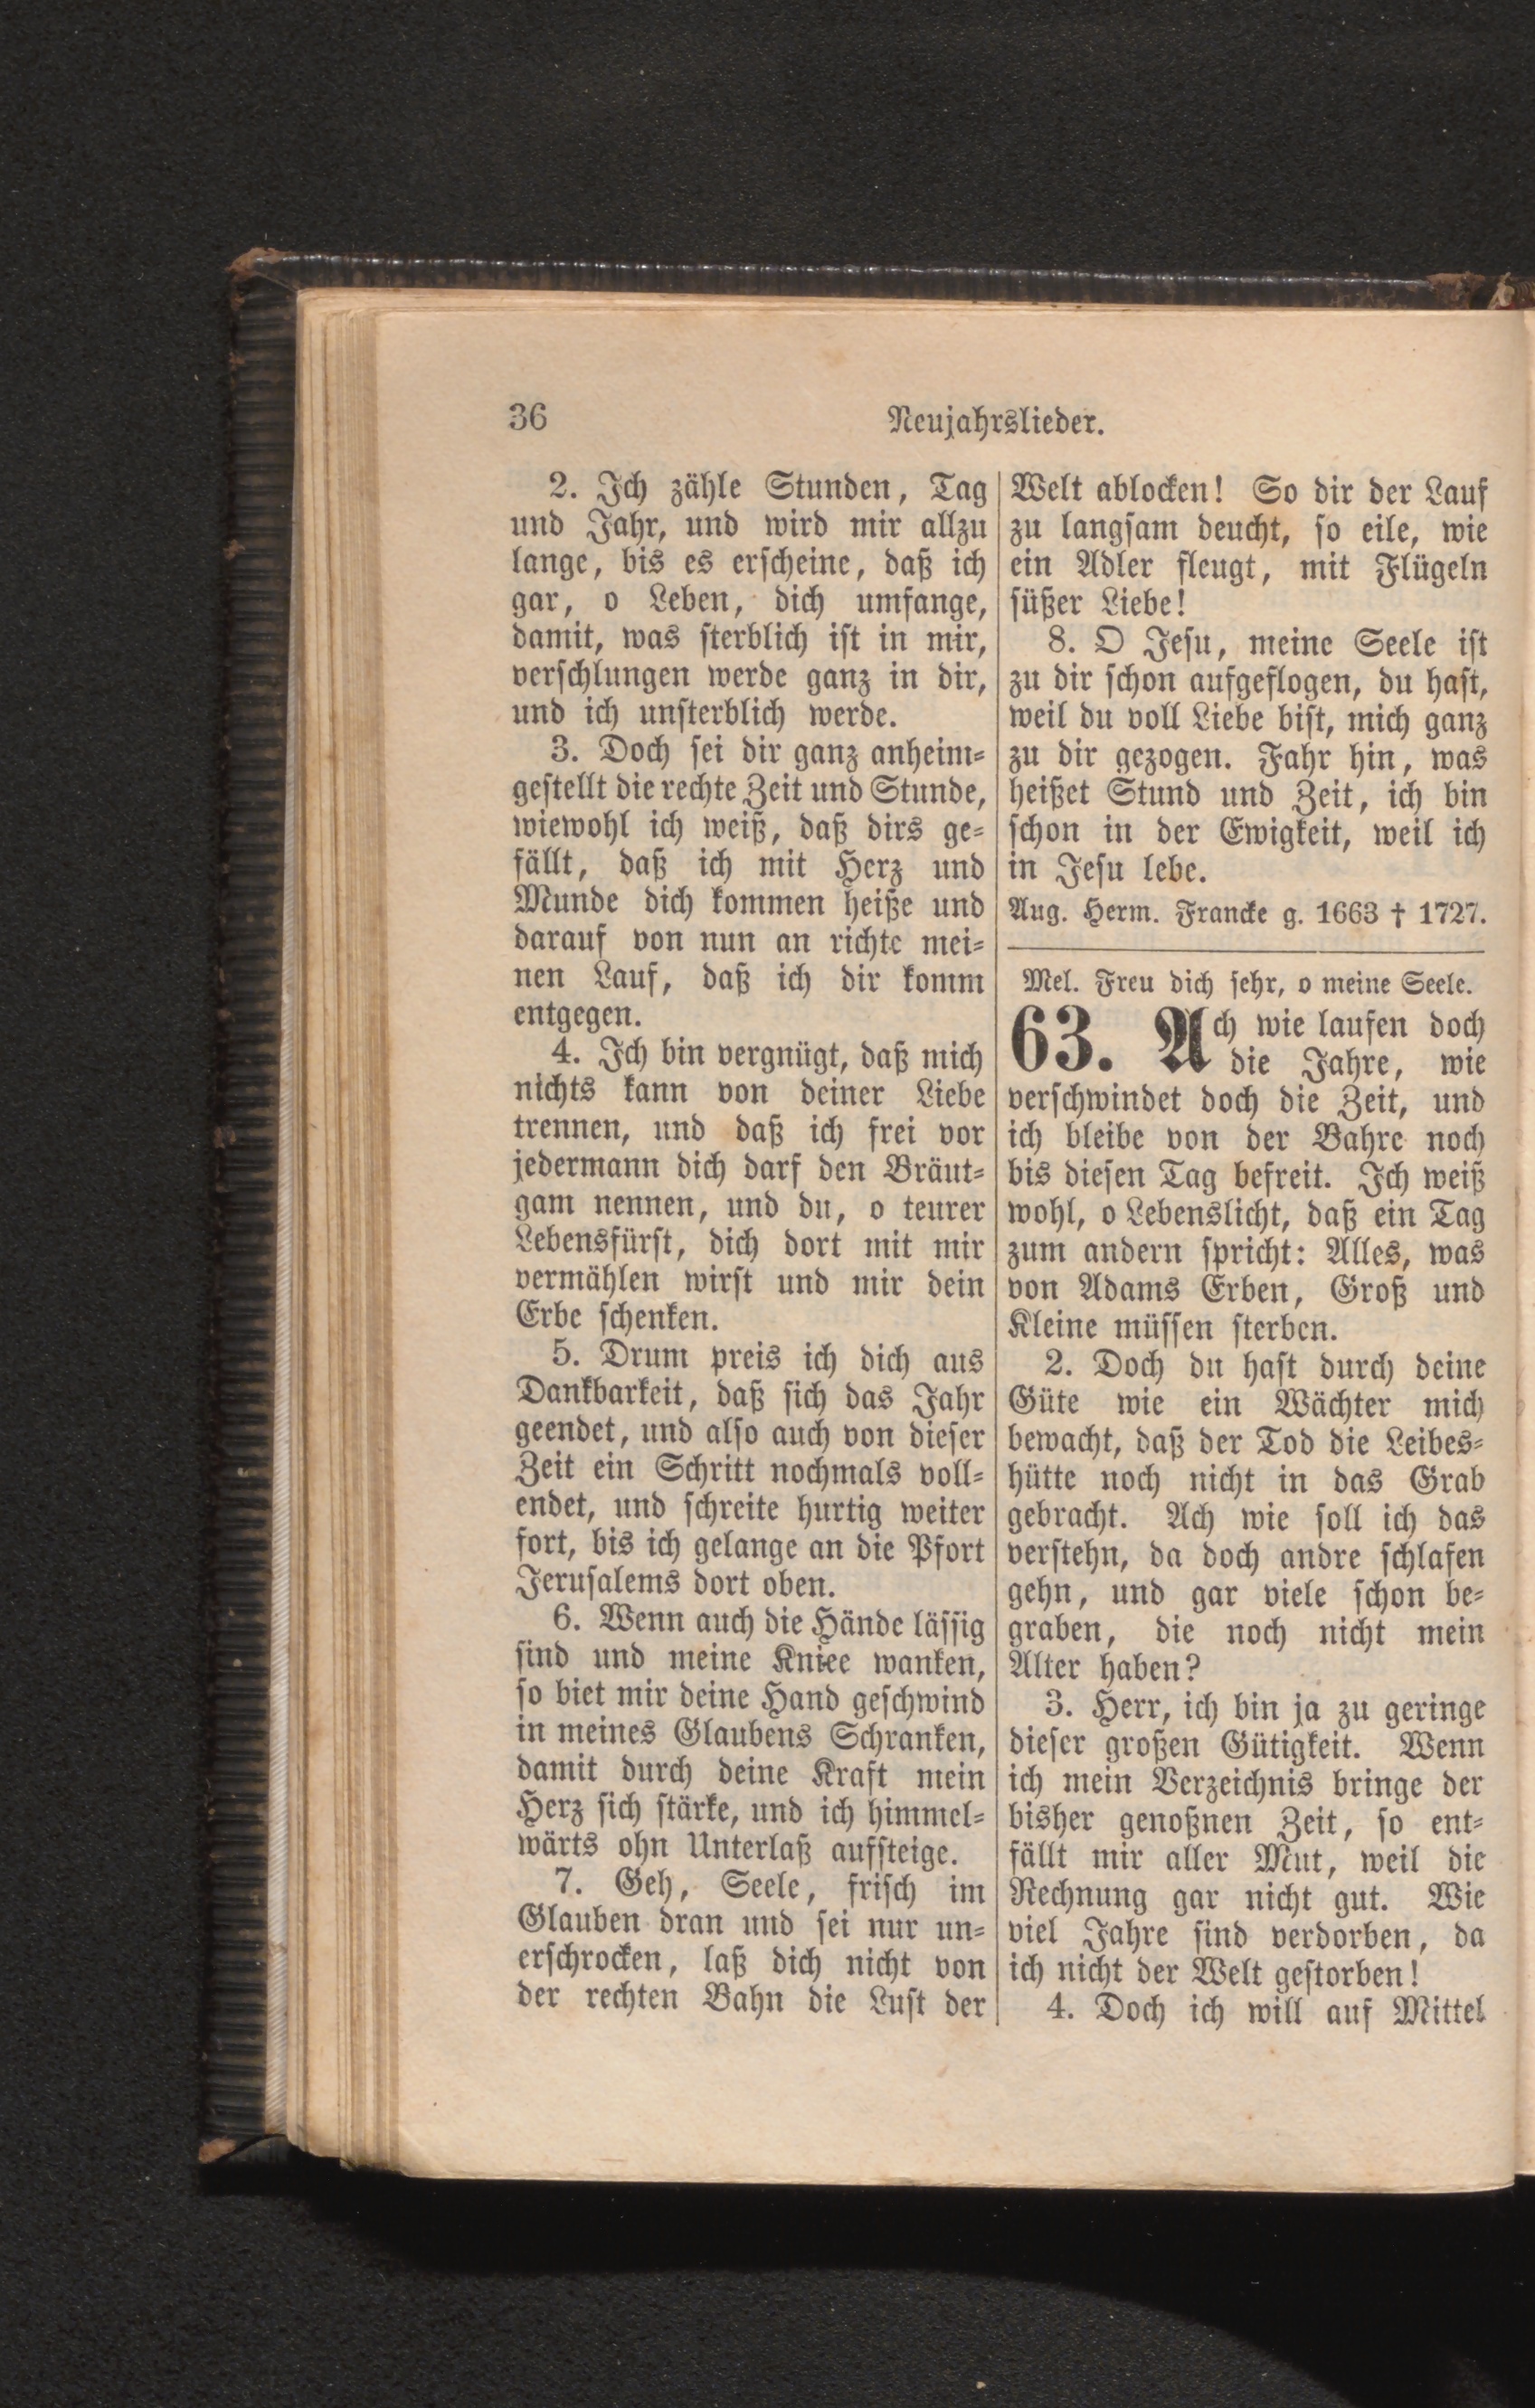 36
Neujahrslieder.
2. Ich zähle Stunden, Tag
und Jahr, und wird mir allzu
lange, bis es erscheine, daß ich
gar, o Leben, dich umfange,
damit, was sterblich ist in mir,
verschlungen werde ganz in dir,
und ich unsterblich werde.
3. Doch sei dir ganz anheim-
gestellt die rechte Zeit und Stunde,
wiewohl ich weiß, daß dirs ge-
fällt, daß ich mit Herz und
Munde dich kommen heiße und
darauf von nun an richte mei-
nen Lauf, daß ich dir komm
entgegen.
4. Ich bin vergnügt, daß mich
nichts kann von deiner Liebe
trennen, und daß ich frei vor
jedermann dich darf den Bräut-
gam nennen, und du, o teurer
Lebensfürst, dich dort mit mir
vermählen wirst und mir dein
Erbe schenken.
5. Drum preis ich dich aus
Dankbarkeit, daß sich das Jahr
geendet, und also auch von dieser
Zeit ein Schritt nochmals voll-
endet, und schreite hurtig weiter
fort, bis ich gelange an die Pfort
Jerusalems dort oben.
6. Wenn auch die Hände lässig
sind und meine Kniee wanken,
so biet mir deine Hand geschwind
in meines Glaubens Schranken,
damit durch deine Kraft mein
Herz sich stärke, und ich himmel-
wärts ohn Unterlaß aufsteige.
7. Geh, Seele, frisch im
Glauben dran und sei nur un-
erschrocken, laß dich nicht von
der rechten Bahn die Lust der
Welt ablocken! So dir der Lauf
zu langsam deucht, so eile, wie
ein Adler fleugt, mit Flügeln
süßer Liebe!
8. O Jesu, meine Seele ist
zu dir schon aufgeflogen, du hast,
weil du voll Liebe bist, mich ganz
zu dir gezogen. Fahr hin, was
heißet Stund und Zeit, ich bin
schon in der Ewigkeit, weil ich
in Jesu lebe.
Aug. Herm. Francke g. 1663 † 1727.
Mel. Freu dich sehr, o meine Seele.
63. Ach wie laufen doch
die Jahre, wie
verschwindet doch die Zeit, und
ich bleibe von der Bahre noch
bis diesen Tag befreit. Ich weiß
wohl, o Lebenslicht, daß ein Tag
zum andern spricht: Alles, was
von Adams Erben, Groß und
Kleine müssen sterben.
2. Doch du hast durch deine
Güte wie ein Wächter mich
bewacht, daß der Tod die Leibes-
hütte noch nicht in das Grab
gebracht. Ach wie soll ich das
verstehn, da doch andre schlafen
gehn, und gar viele schon be-
graben, die noch nicht mein
Alter haben?
3. Herr, ich bin ja zu geringe
dieser großen Gütigkeit. Wenn
ich mein Verzeichnis bringe der
bisher genoßnen Zeit, so ent-
fällt mir aller Mut, weil die
Rechnung gar nicht gut. Wie
viel Jahre sind verdorben, da
ich nicht der Welt gestorben!
4. Doch ich will auf Mittel